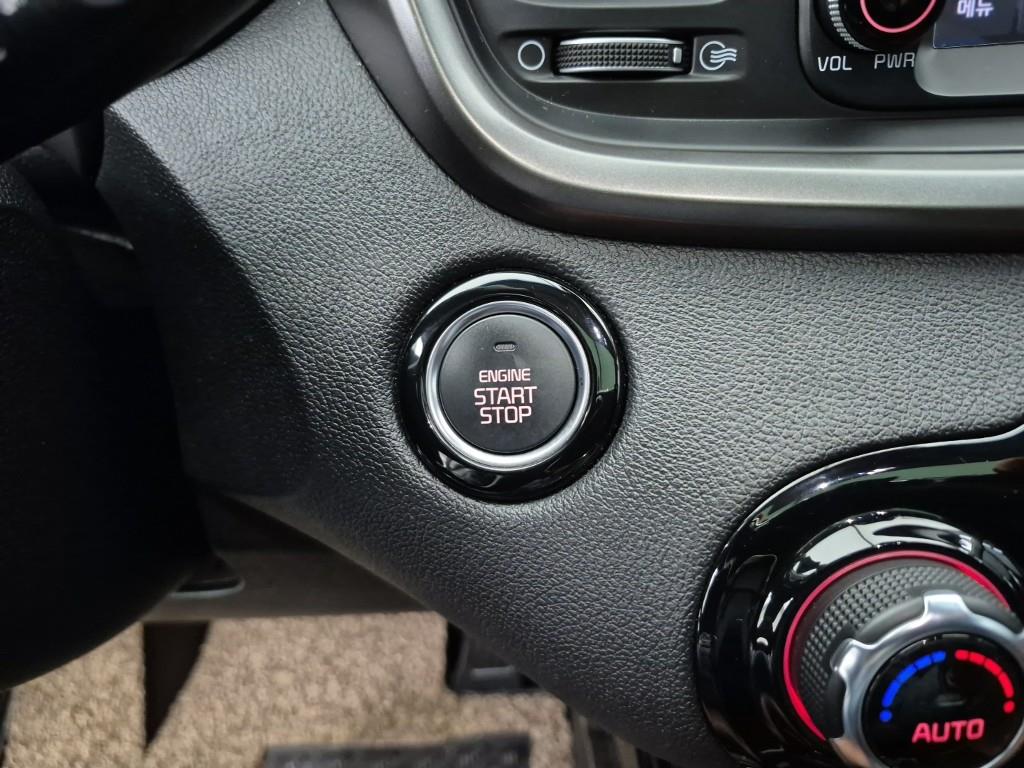 메뉴
VOL PWR
ENGINE
START
STOP
AUTO